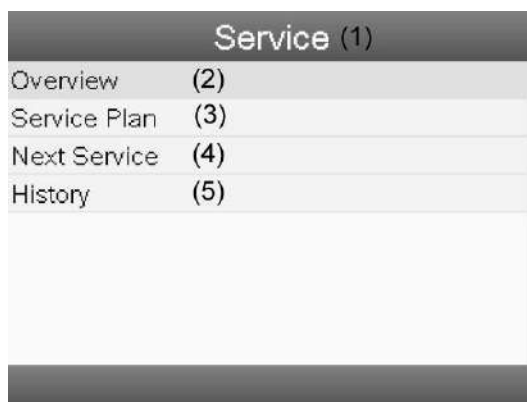 Service (1)
Overview (2)
Service Plan (3)
Next Service (4)
History (5)